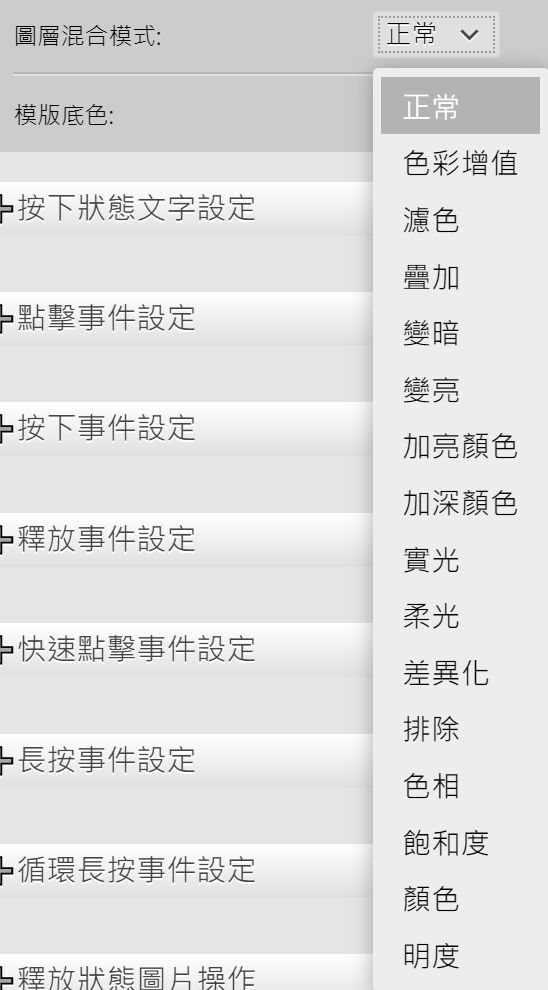 圖層混合模式:
正常
模版底色:
正常
色彩增值
濾色
疊加
變暗
變亮
加亮顏色
加深顏色
實光
柔光
差異化
排除
色相
飽和度
顏色
明度
按下狀態文字設定
點擊事件設定
按下事件設定
釋放事件設定
快速點擊事件設定
長按事件設定
循環長按事件設定
釋放狀態圖片操作